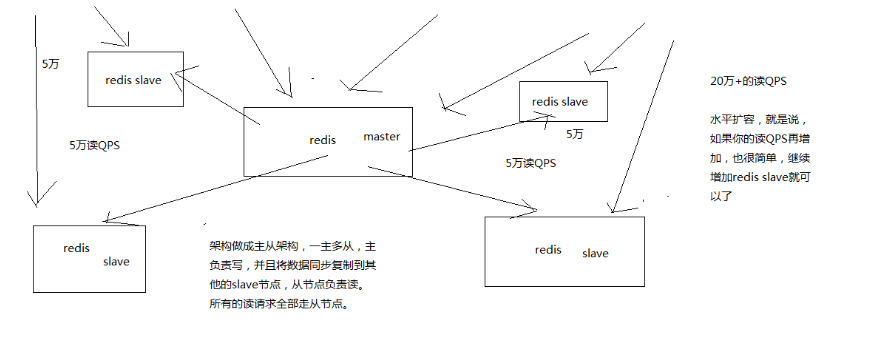 5万
redis slave
5万读QPS
redis
slave
redis master
redis slave
5万
5万读QPS
redis
slave
20万+的读QPS
水平扩容，就是说，
如果你的读QPS再增
加，也很简单，继续
增加redis slave就可
以了
架构做成主从架构，一主多从，主
负责写，并且将数据同步复制到其
他的slave节点，从节点负责读。
所有的读请求全部走从节点。